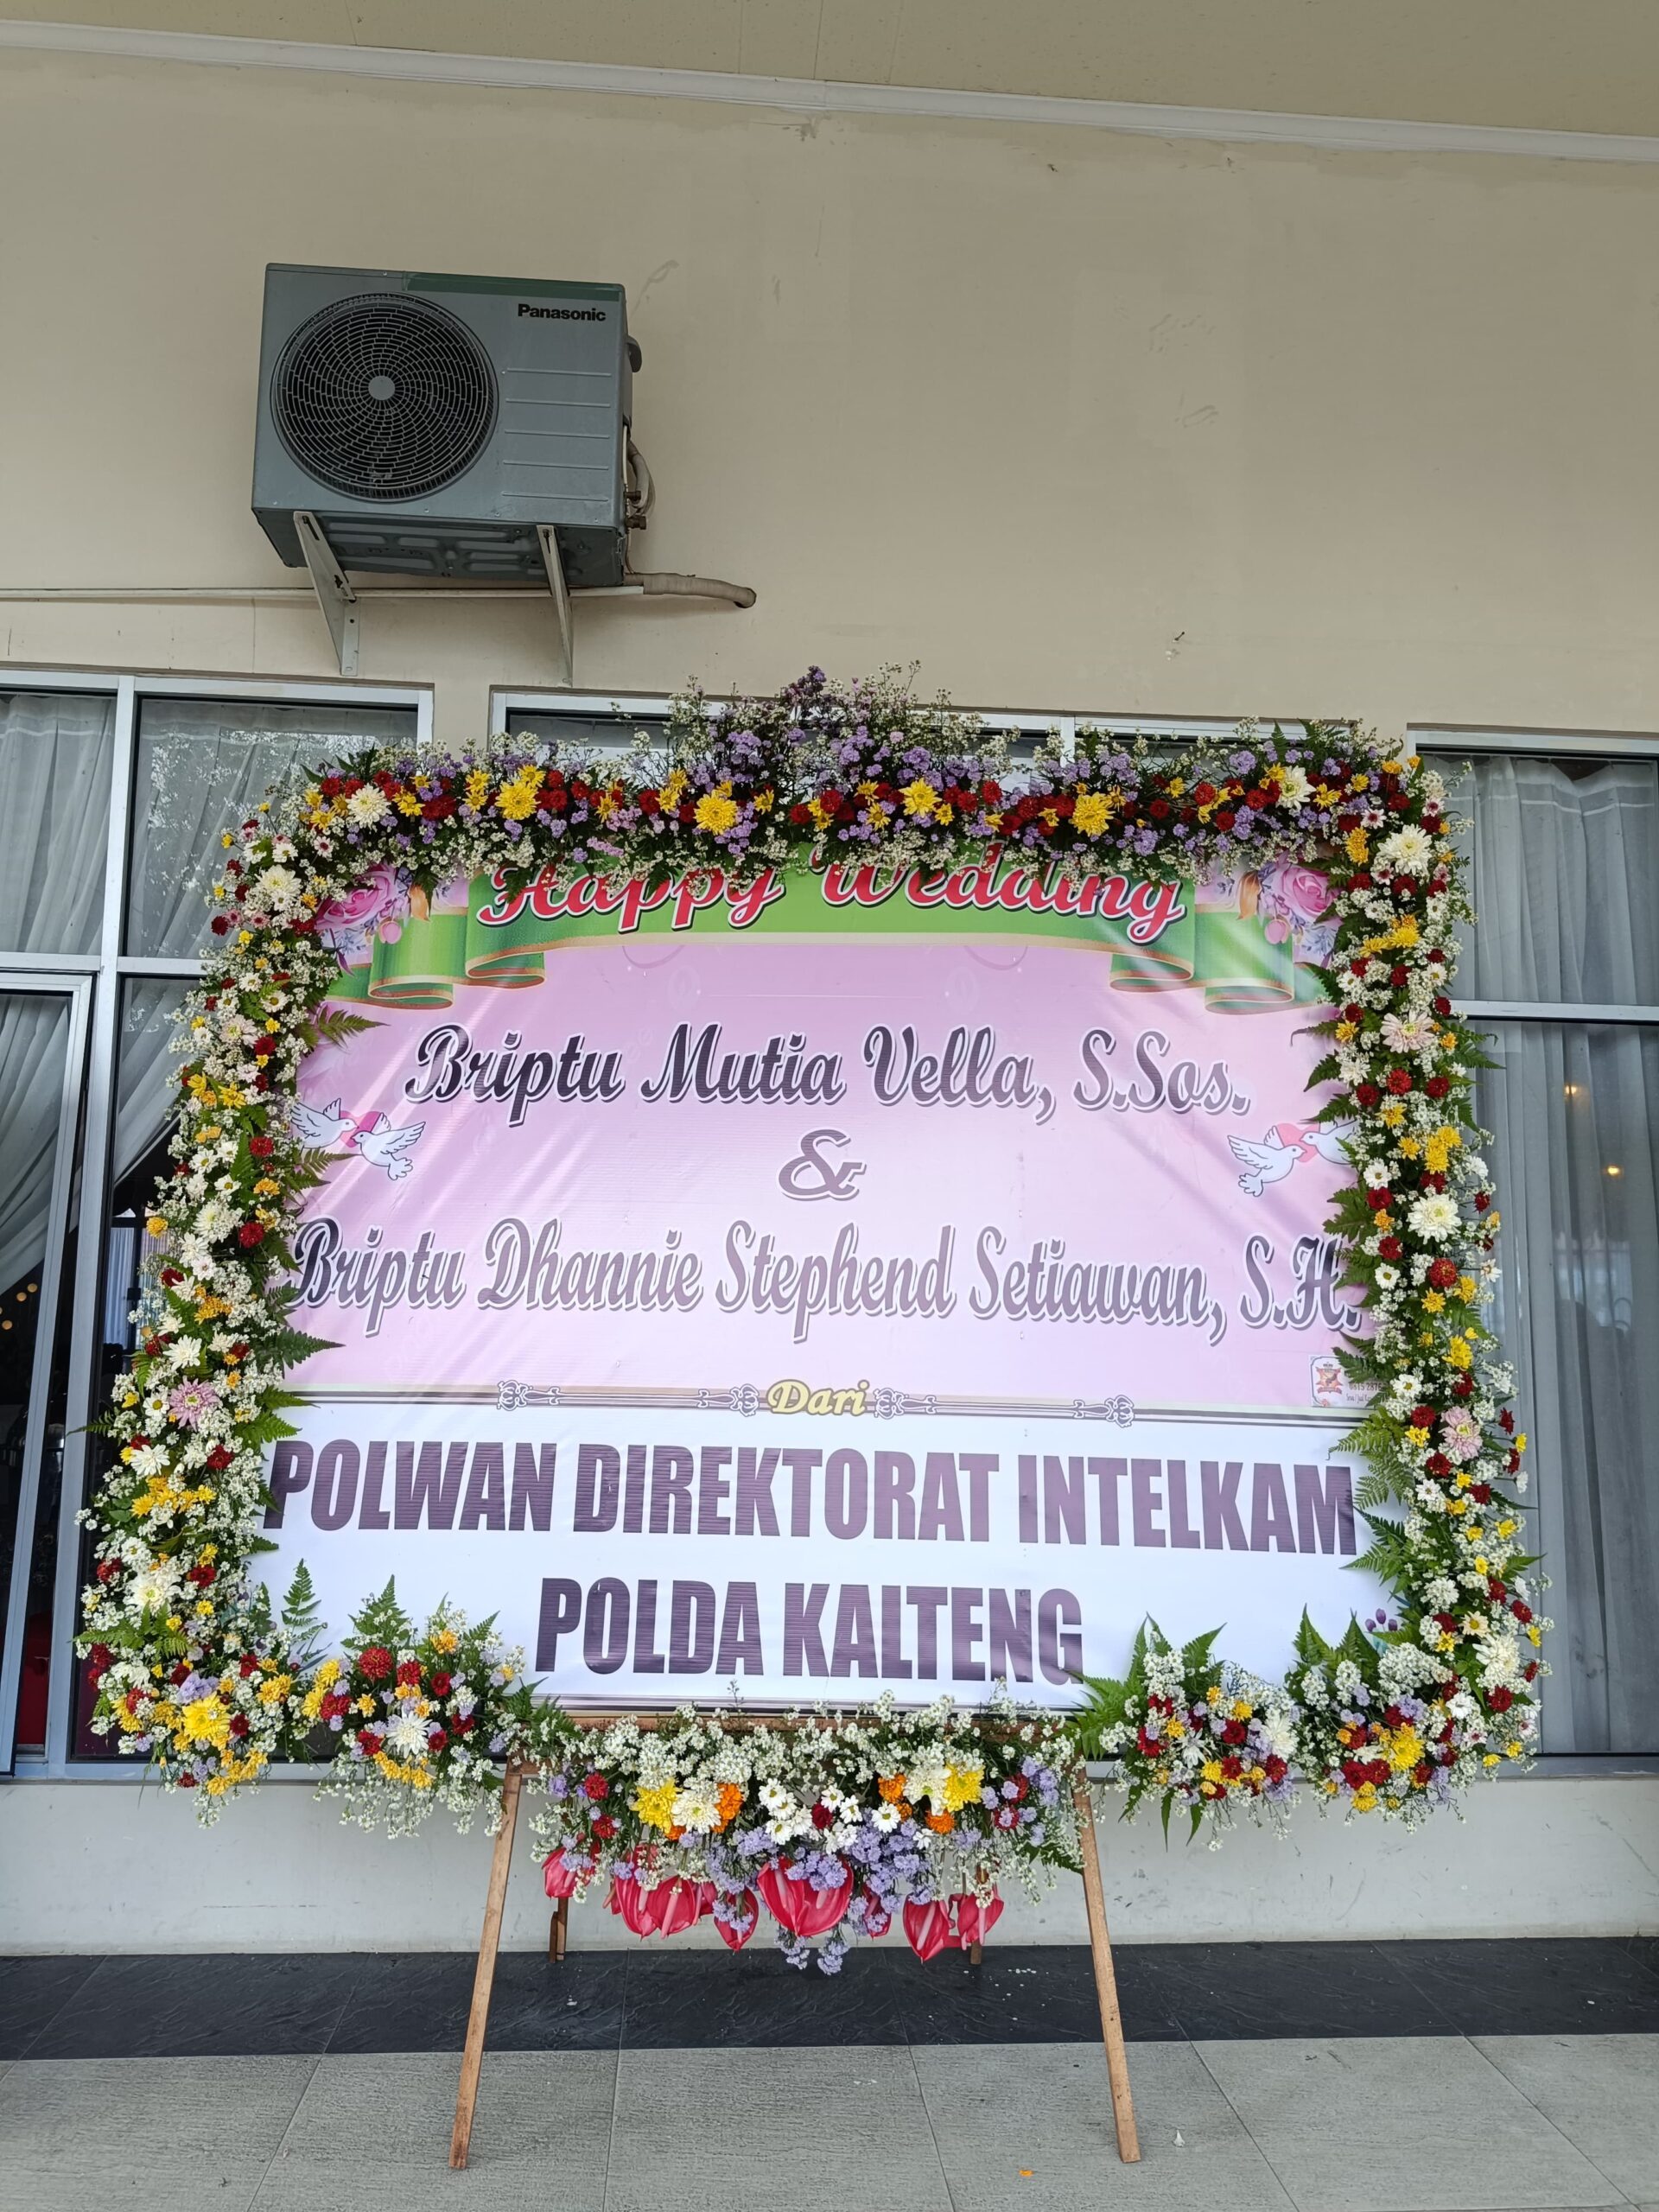 Panasonic
Happy Wedding
Briptu Mutia Vella, S.Sos.
&
Briptu Dhannie Stephend Setiawan, S.H.
Dari
POLWAN DIREKTORAT INTELKAM
POLDA KALTENG